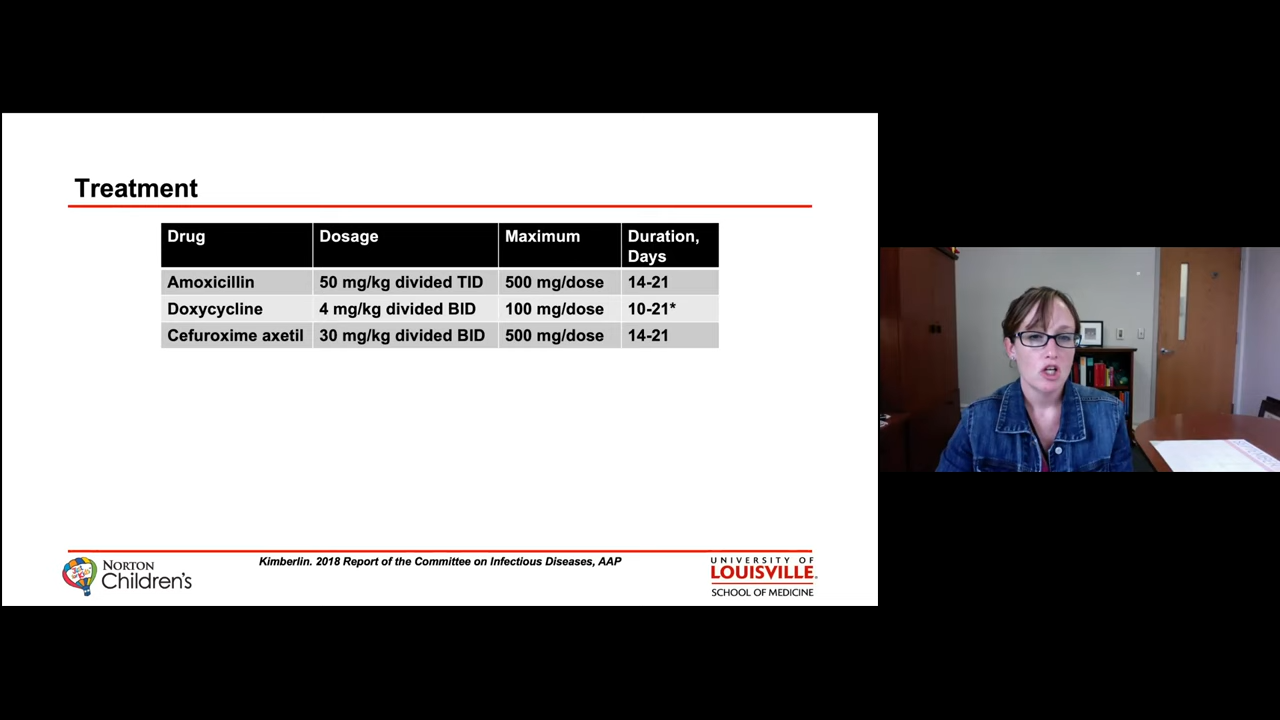 Treatment
Drug Dosage Maximum Duration, Days
Amoxicillin 50 mg/kg divided TID 500 mg/dose 14-21
Doxycycline 4 mg/kg divided BID 100 mg/dose 10-21*
Cefuroxime axetil 30 mg/kg divided BID 500 mg/dose 14-21
Kimberlin. 2018 Report of the Committee on Infectious Diseases, AAP
NORTON
Children's
UNIVERSITY OF
LOUISVILLE.
SCHOOL OF MEDICINE